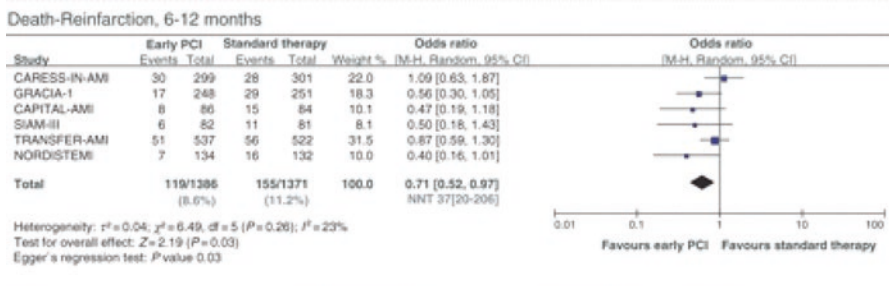 Death-Reinfarction, 6-12 months
Early PCI Standard therapy Odds ratio Odds ratio
Study Events Total Events Total Weight % [M-H, Random, 95% CI] [M-H, Random, 95% CI]
CARESS-IN-AMI 30 299 28 301 22.0 1.09 [0.63, 1.87]
GRACIA-1 17 248 29 251 18.3 0.56 [0.30, 1.05]
CAPITAL-AMI 8 86 15 84 10.1 0.47 [0.19, 1.18]
SIAM-III 6 82 11 81 8.1 0.50 [0.18, 1.43]
TRANSFER-AMI 51 537 56 522 31.5 0.87 [0.59, 1.30]
NORDISTEMI 7 134 16 132 10.0 0.40 [0.16, 1.01]
Total 119/1386 155/1371 100.0 0.71 [0.52, 0.97]
(8.6%) (11.2%) NNT 37[20-206]
0.01 0.1 1 10 100
Heterogeneity: τ²=0.04; χ²=6.49, df=5 (P=0.26); I²=23%
Test for overall effect: Z=2.19 (P=0.03)
Favours early PCI Favours standard therapy
Egger's regression test: P value 0.03